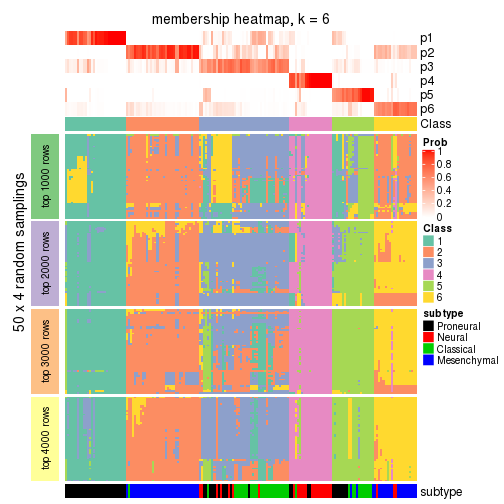 membership heatmap, k = 6
p1
p2
p3
p4
p5
p6
Class
50 x 4 random samplings
top 1000 rows
top 2000 rows
top 3000 rows
top 4000 rows
Prob
1
0.8
0.6
0.4
0.2
0
Class
1
2
3
4
5
6
subtype
Proneural
Neural
Classical
Mesenchymal
subtype